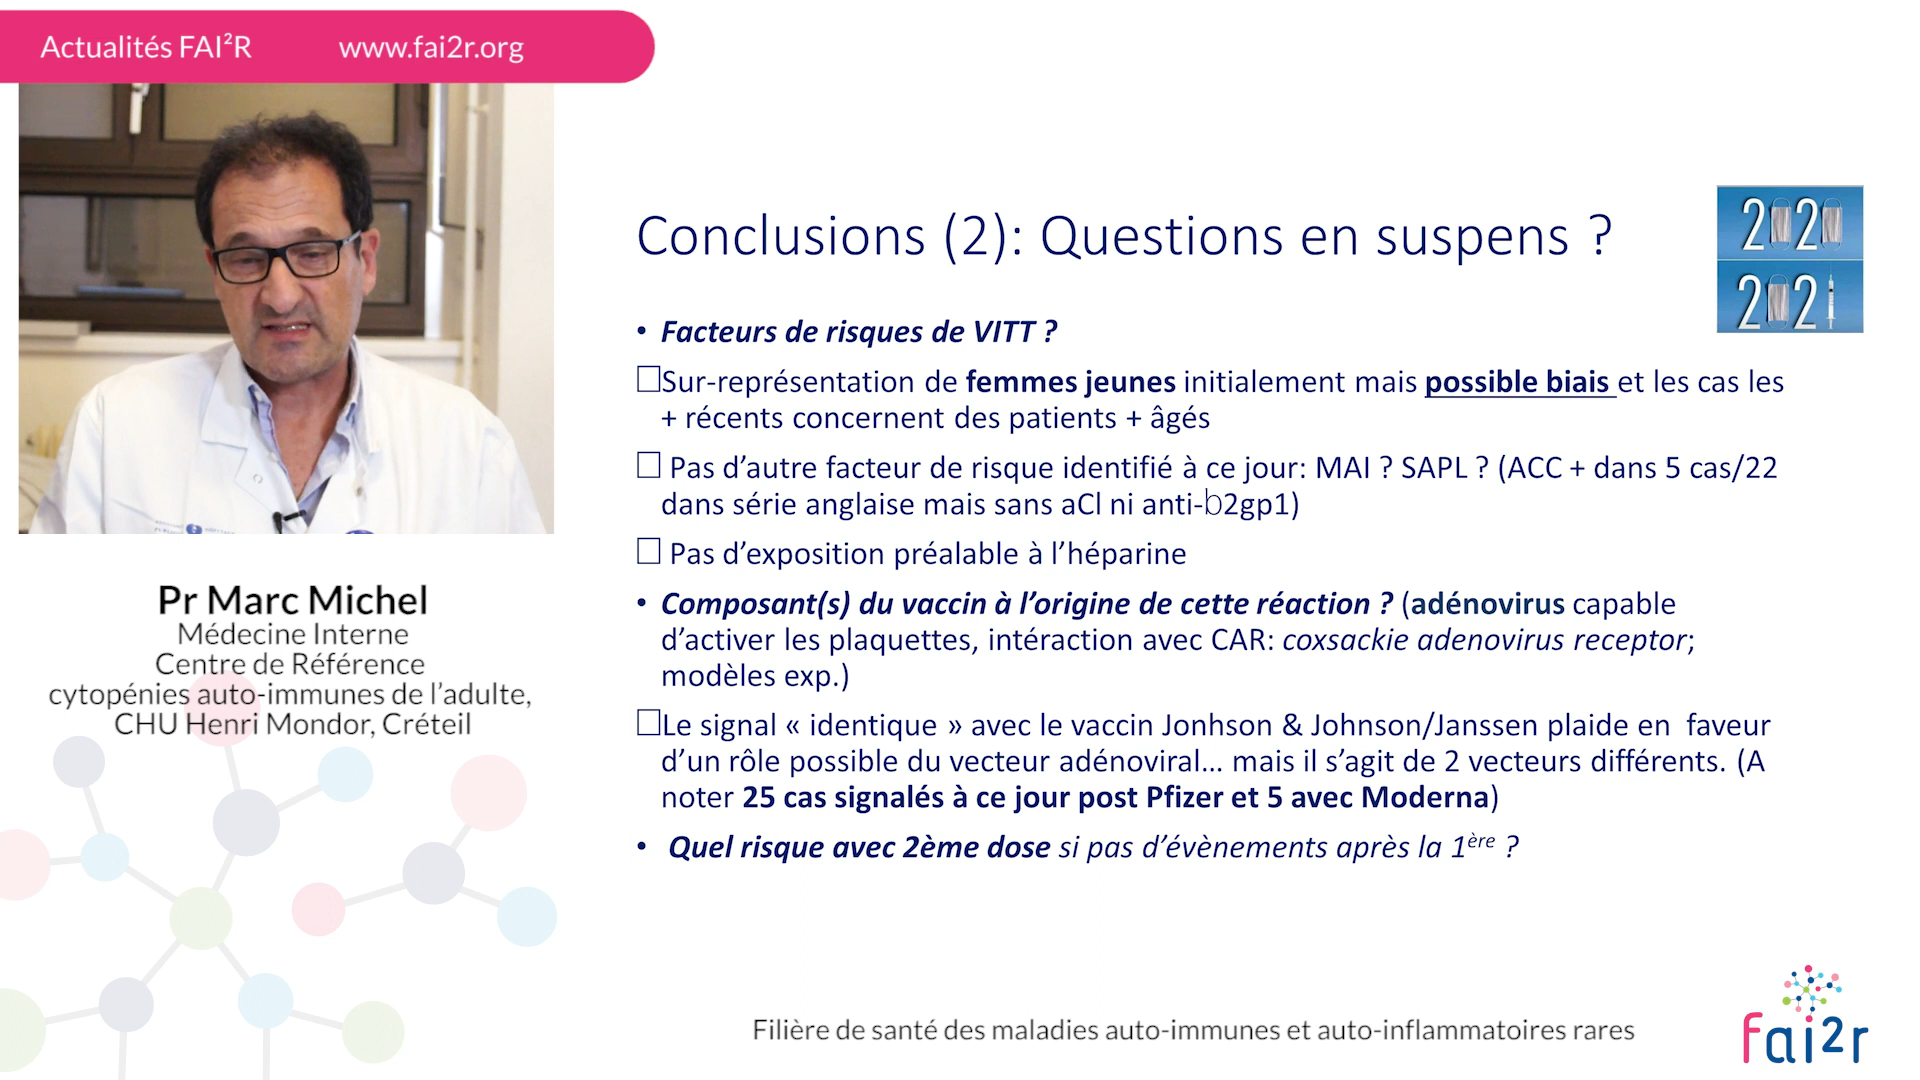 Actualités FAI²R www.fai2r.org
Pr Marc Michel
Médecine Interne
Centre de Référence
cytopénies auto-immunes de l’adulte,
CHU Henri Mondor, Créteil
Conclusions (2): Questions en suspens ?
2020
2021
• Facteurs de risques de VITT ?
□Sur-représentation de femmes jeunes initialement mais possible biais et les cas les
+ récents concernent des patients + âgés
□ Pas d’autre facteur de risque identifié à ce jour: MAI ? SAPL ? (ACC + dans 5 cas/22
dans série anglaise mais sans aCl ni anti-b2gp1)
□ Pas d’exposition préalable à l’héparine
• Composant(s) du vaccin à l’origine de cette réaction ? (adénovirus capable
d’activer les plaquettes, intéraction avec CAR: coxsackie adenovirus receptor;
modèles exp.)
□Le signal « identique » avec le vaccin Jonhson & Johnson/Janssen plaide en faveur
d’un rôle possible du vecteur adénoviral... mais il s’agit de 2 vecteurs différents. (A
noter 25 cas signalés à ce jour post Pfizer et 5 avec Moderna)
• Quel risque avec 2ème dose si pas d’évènements après la 1ère ?
Filière de santé des maladies auto-immunes et auto-inflammatoires rares
fai2r